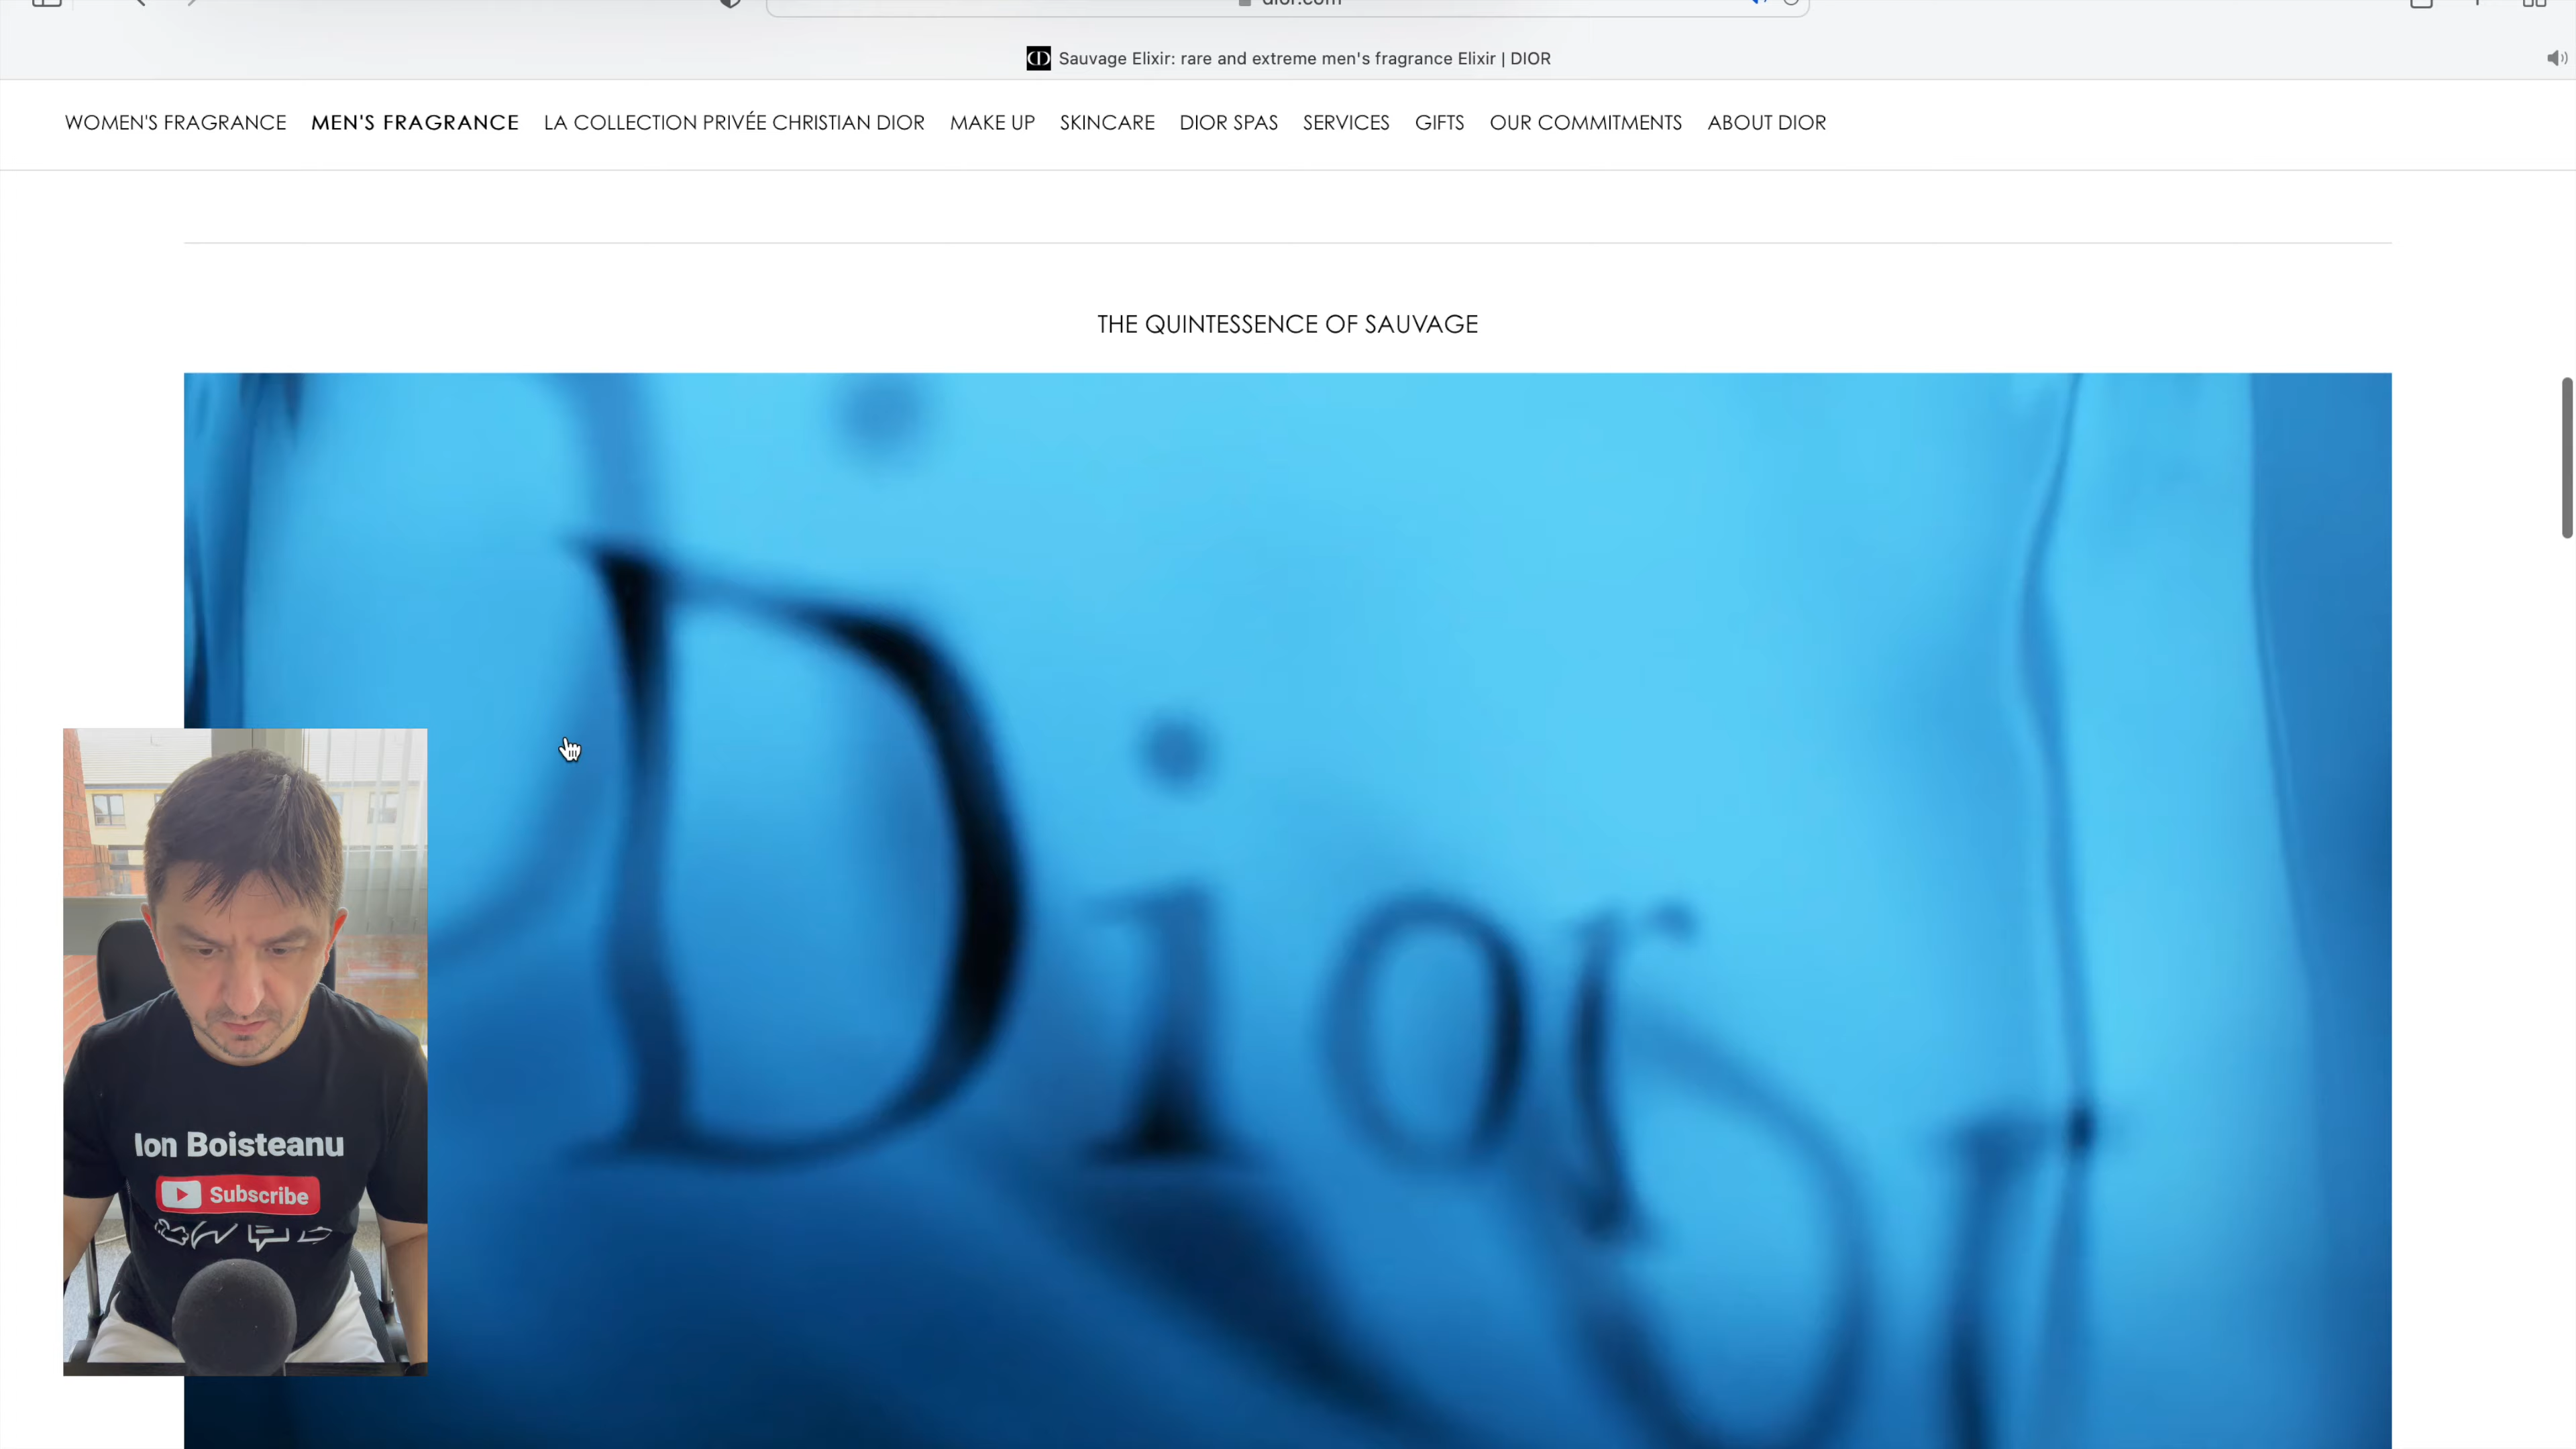 Sauvage Elixir: rare and extreme men's fragrance Elixir | DIOR
WOMEN'S FRAGRANCE MEN'S FRAGRANCE LA COLLECTION PRIVÉE CHRISTIAN DIOR MAKE UP SKINCARE DIOR SPAS SERVICES GIFTS OUR COMMITMENTS ABOUT DIOR
THE QUINTESSENCE OF SAUVAGE
Dior
Ion Boisteanu
Subscribe